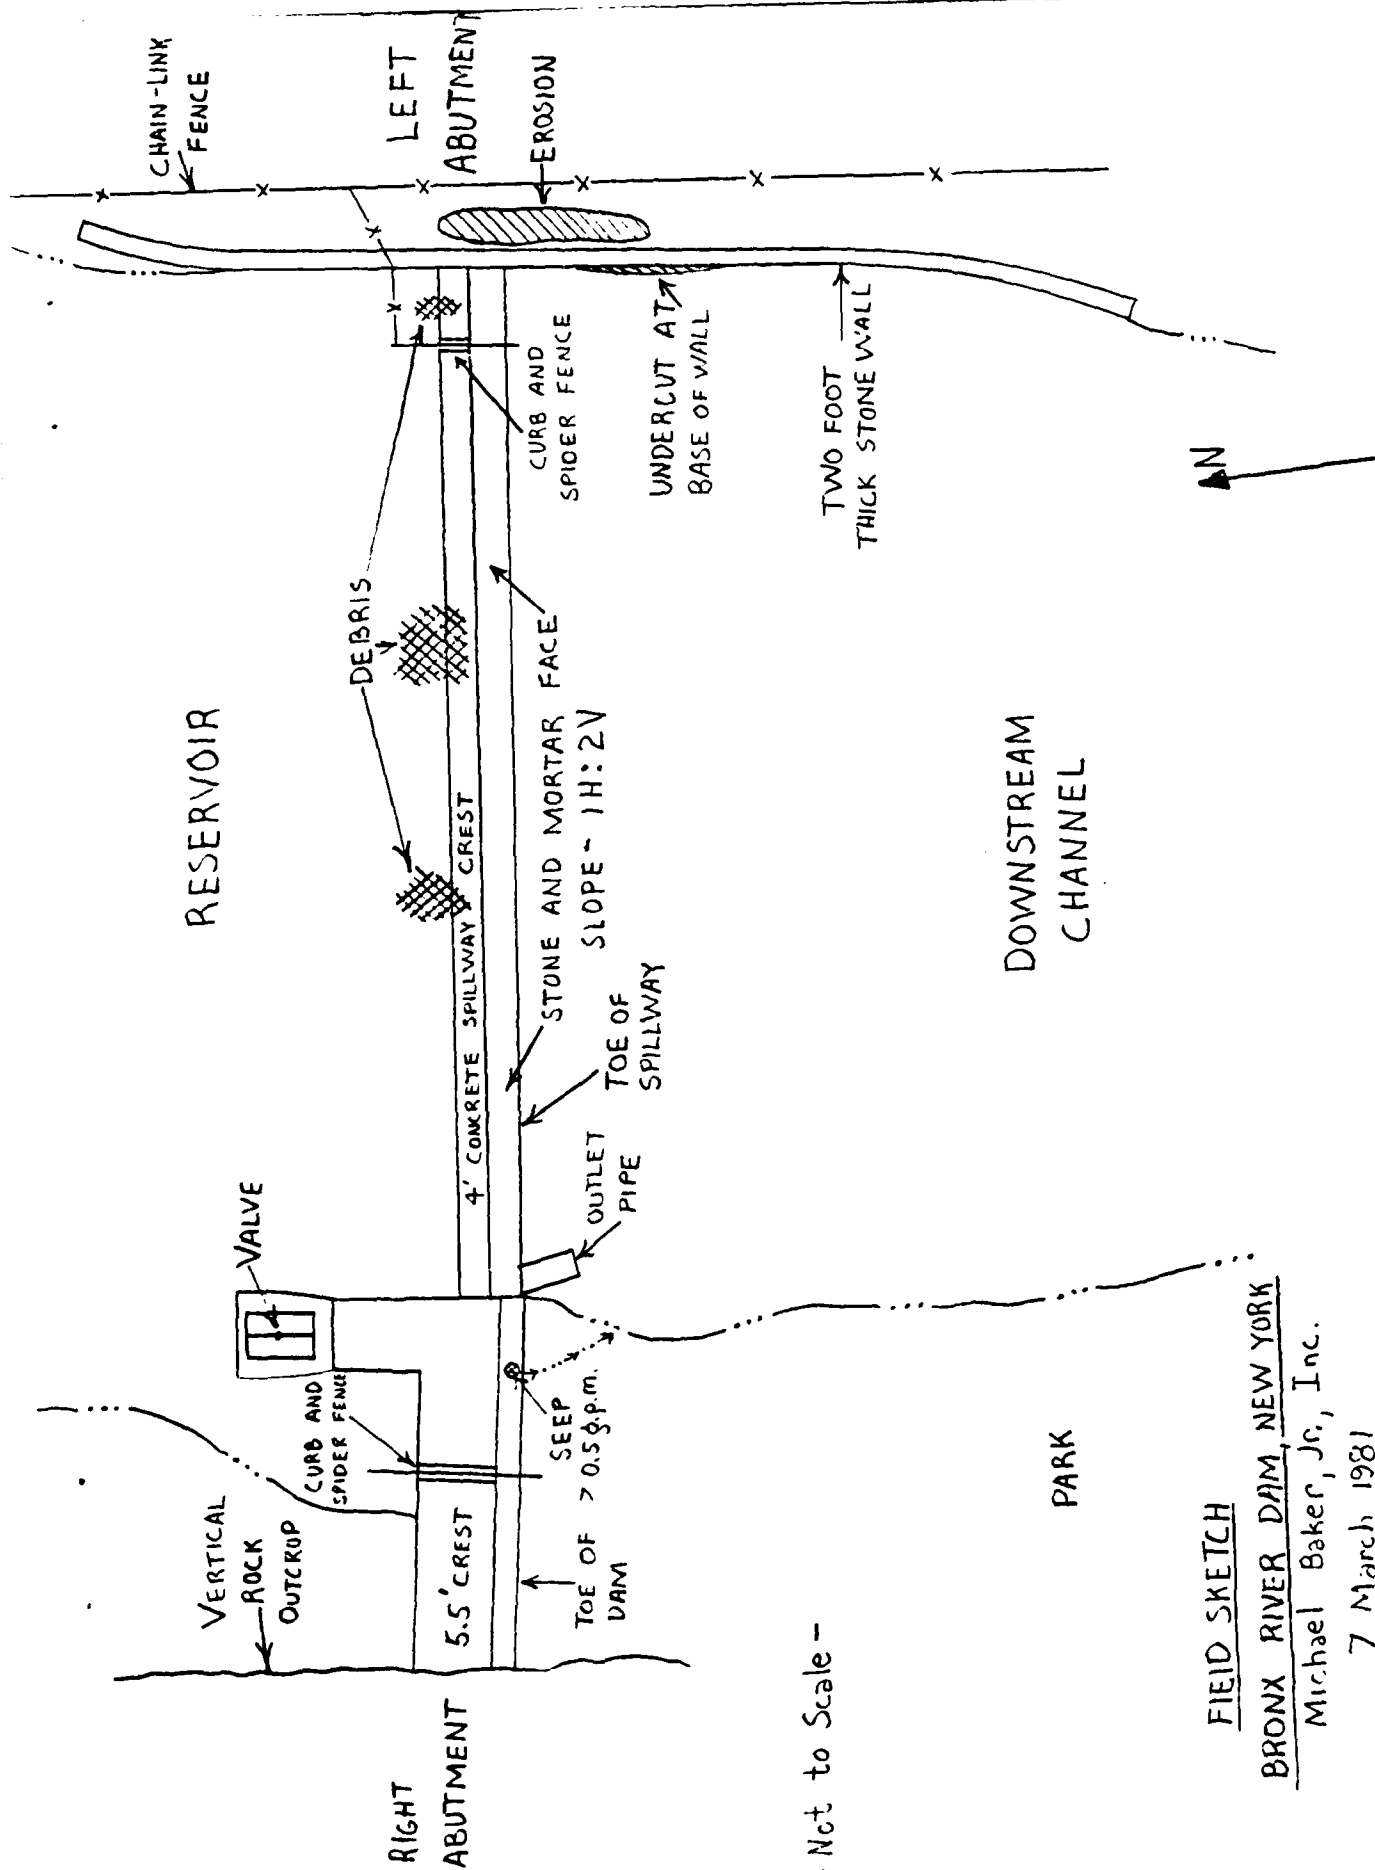 CHAIN-LINK
FENCE
LEFT
ABUTMENT
EROSION
RESERVOIR
DEBRIS
CURB AND
SPIDER FENCE
UNDERCUT AT
BASE OF WALL
TWO FOOT
THICK STONE WALL
N
VALVE
4' CONCRETE SPILLWAY CREST
STONE AND MORTAR FACE
SLOPE - 1H:2V
TOE OF
SPILLWAY
OUTLET
PIPE
DOWNSTREAM
CHANNEL
VERTICAL
ROCK
OUTCROP
CURB AND
SPIDER FENCE
5.5' CREST
SEEP
> 0.5 g.p.m.
TOE OF
DAM
RIGHT
ABUTMENT
PARK
- Not to Scale -
FIELD SKETCH
BRONX RIVER DAM, NEW YORK
Michael Baker, Jr., Inc.
7 March 1981